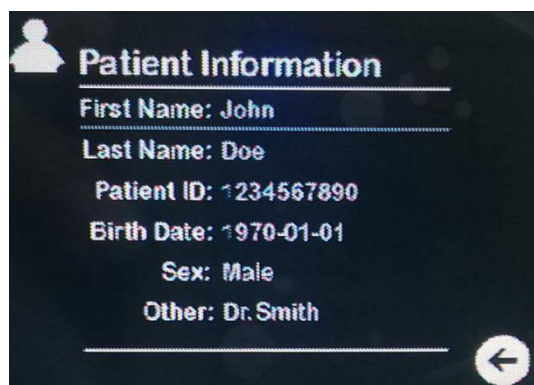 Patient Information
First Name: John
Last Name: Doe
Patient ID: 1234567890
Birth Date: 1970-01-01
Sex: Male
Other: Dr. Smith